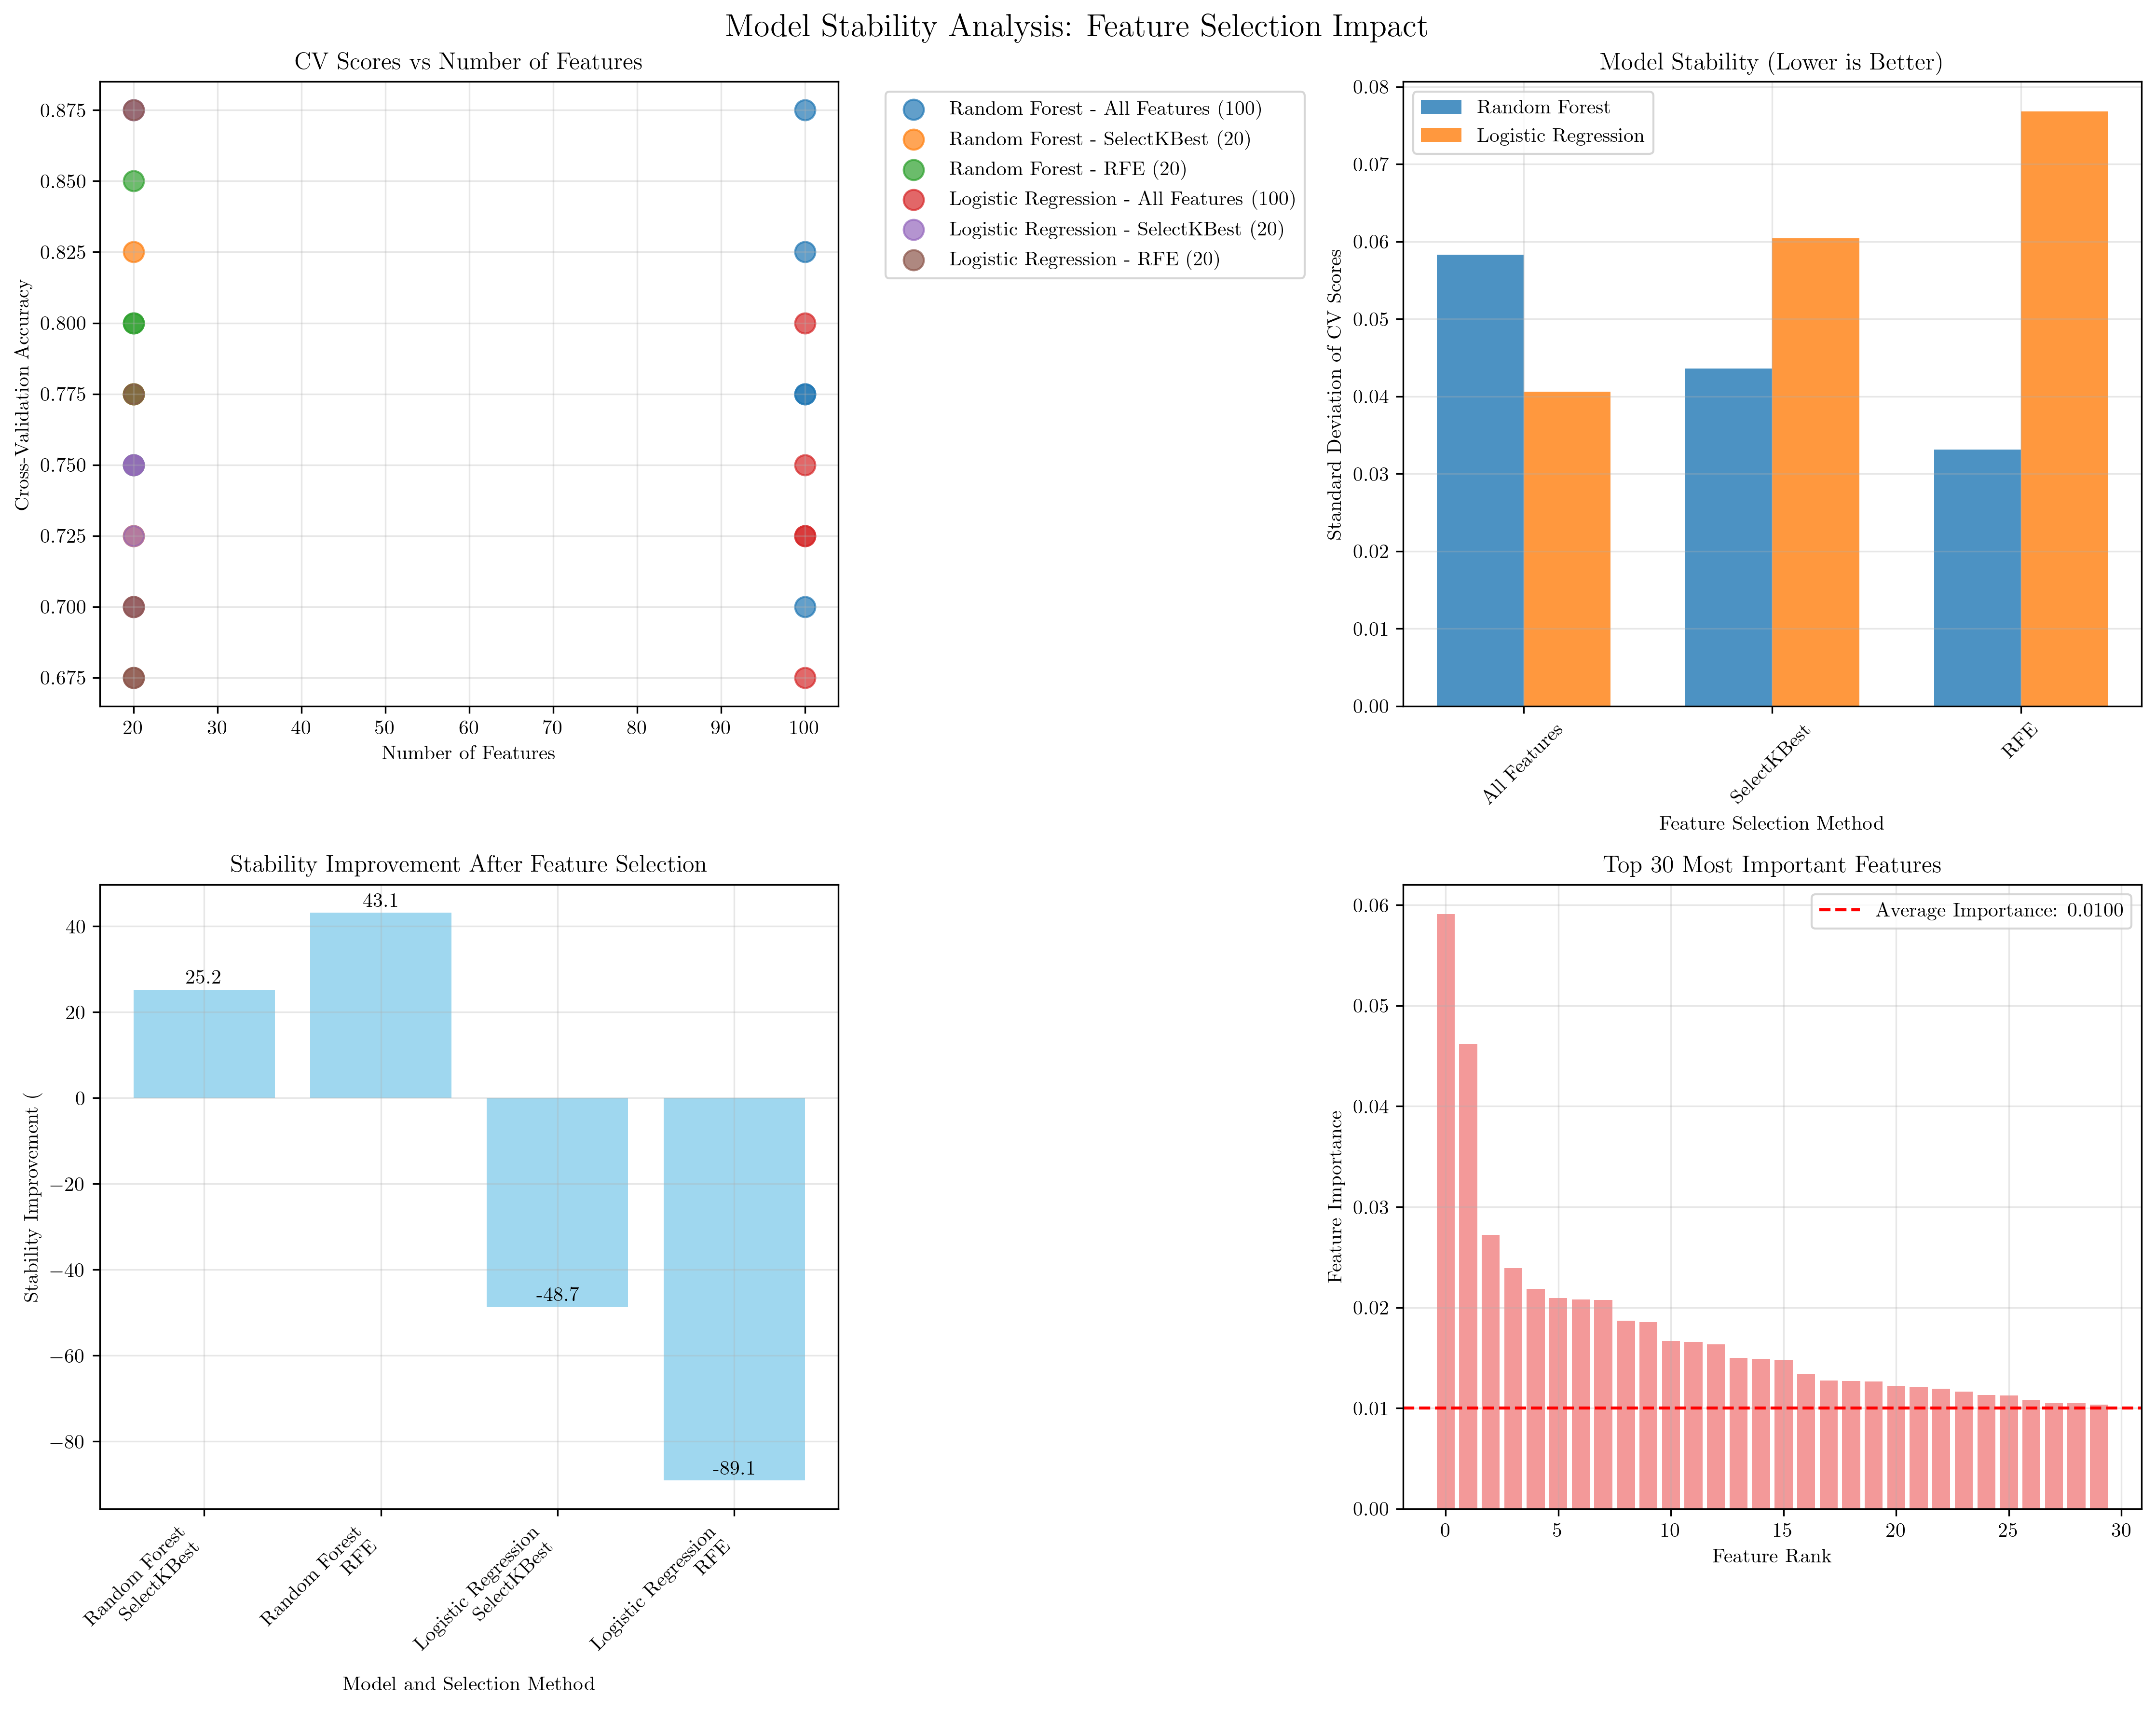 Model Stability Analysis: Feature Selection Impact
CV Scores vs Number of Features
Cross-Validation Accuracy
0.875
0.850
0.825
0.800
0.775
0.750
0.725
0.700
0.675
20 30 40 50 60 70 80 90 100
Number of Features
Random Forest - All Features (100)
Random Forest - SelectKBest (20)
Random Forest - RFE (20)
Logistic Regression - All Features (100)
Logistic Regression - SelectKBest (20)
Logistic Regression - RFE (20)
Model Stability (Lower is Better)
Random Forest
Logistic Regression
Standard Deviation of CV Scores
0.08
0.07
0.06
0.05
0.04
0.03
0.02
0.01
0.00
All Features
SelectKBest
RFE
Feature Selection Method
Stability Improvement After Feature Selection
Stability Improvement (
40
20
0
−20
−40
−60
−80
25.2
43.1
-48.7
-89.1
Random Forest
SelectKBest
Random Forest
RFE
Logistic Regression
SelectKBest
Logistic Regression
RFE
Model and Selection Method
Top 30 Most Important Features
Average Importance: 0.0100
Feature Importance
0.06
0.05
0.04
0.03
0.02
0.01
0.00
0 5 10 15 20 25 30
Feature Rank